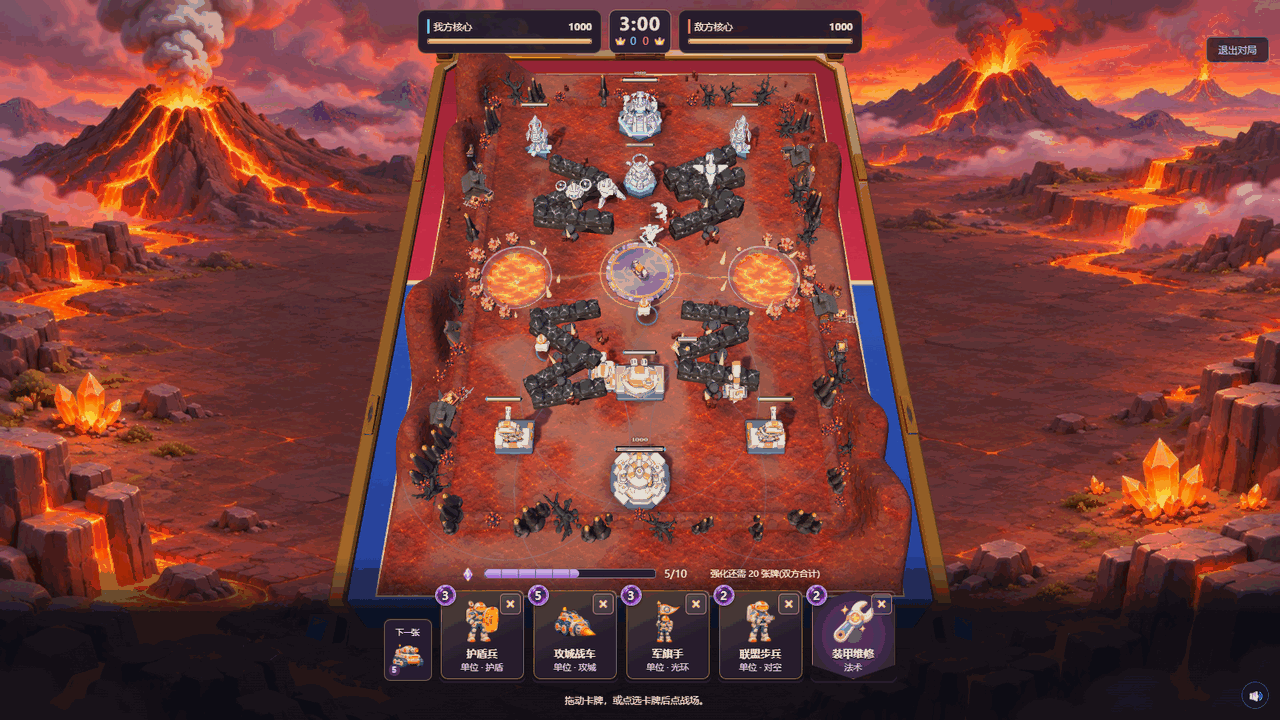 我方核心 1000
3:00
0 0
敌方核心 1000
退出对局
1000
5/10
强化还需 20 张牌(双方合计)
下一张
5
3
护盾兵
单位·护盾
5
攻城战车
单位·攻城
3
军旗手
单位·光环
2
联盟步兵
单位·对空
2
装甲维修
法术
拖动卡牌，或点选卡牌后点战场。